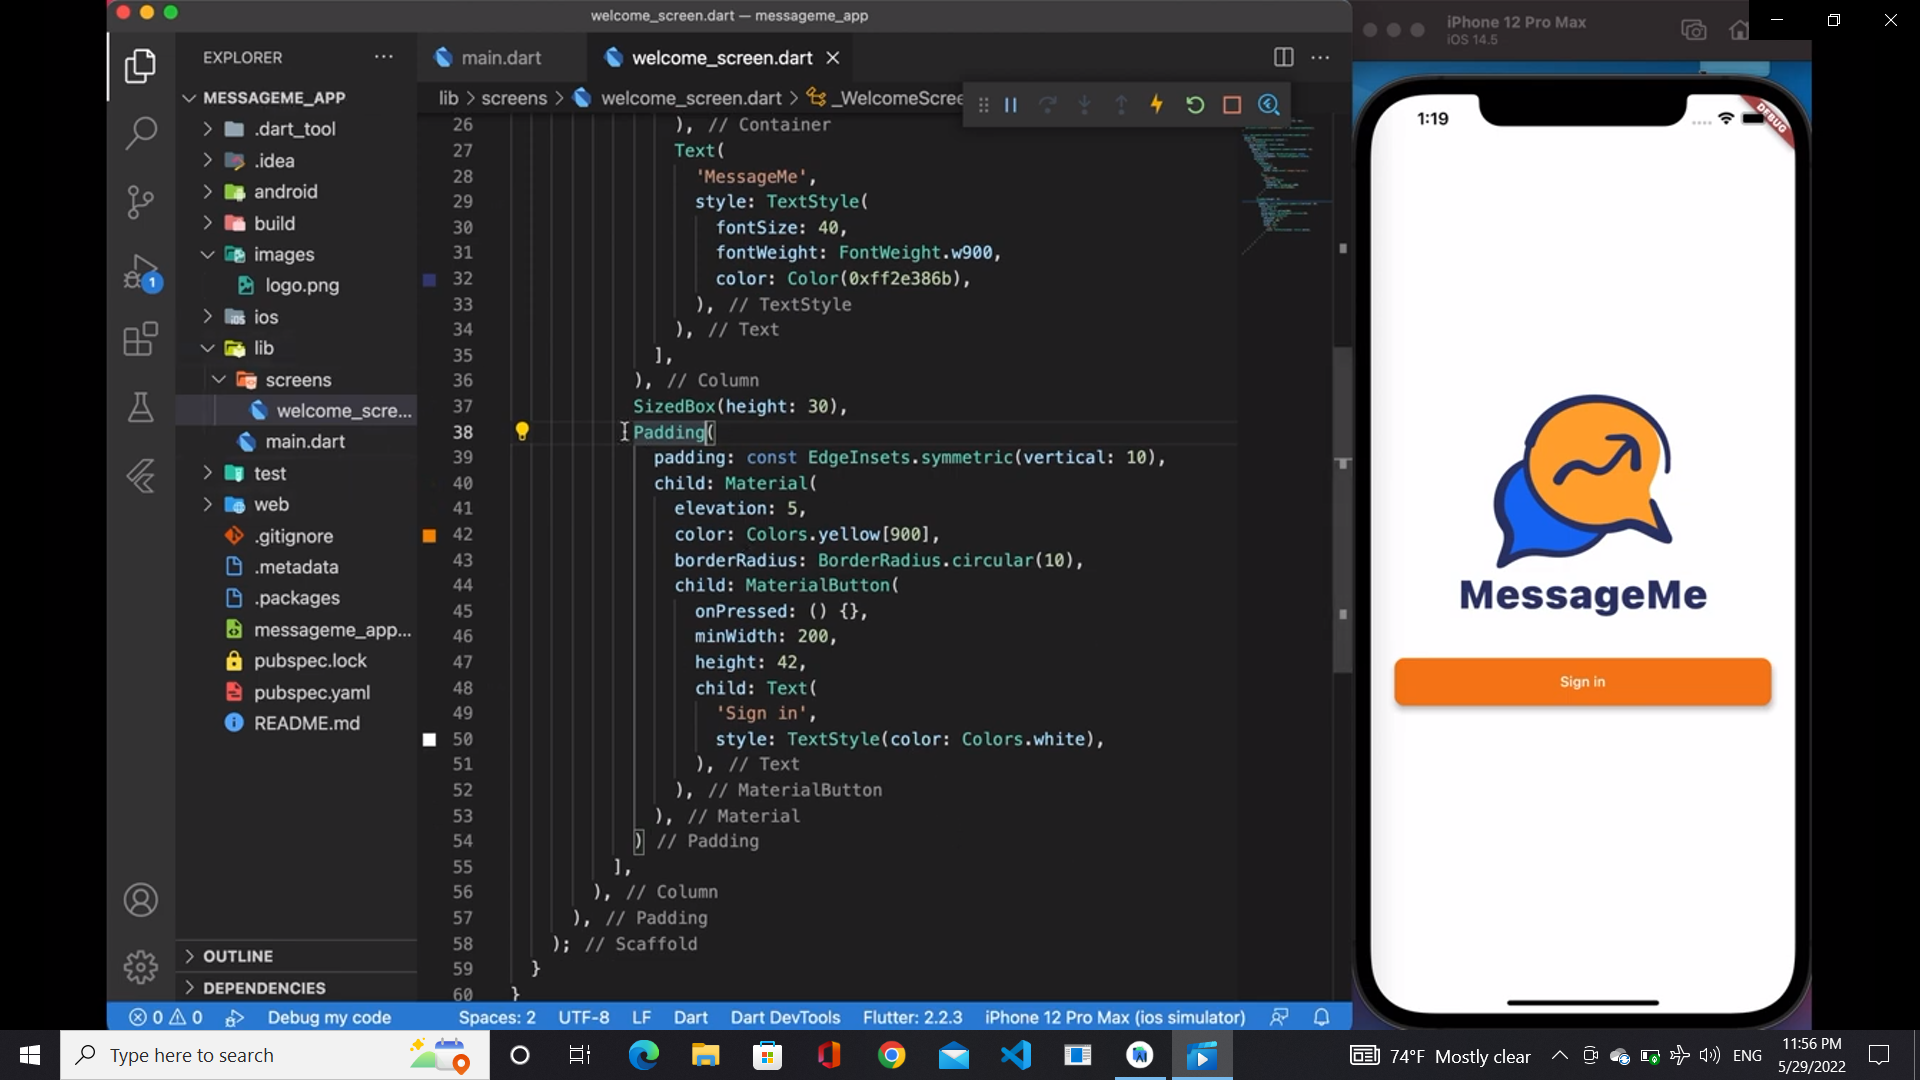 welcome_screen.dart — messageme_app
EXPLORER
MESSAGEME_APP
.dart_tool
.idea
android
build
images
logo.png
ios
lib
screens
welcome_scre...
main.dart
test
web
.gitignore
.metadata
.packages
messageme_app...
pubspec.lock
pubspec.yaml
README.md
OUTLINE
DEPENDENCIES
1
main.dart
welcome_screen.dart
lib > screens > welcome_screen.dart > _WelcomeScree
26 ), // Container
27 Text(
28 'MessageMe',
29 style: TextStyle(
30 fontSize: 40,
31 fontWeight: FontWeight.w900,
32 color: Color(0xff2e386b),
33 ), // TextStyle
34 ), // Text
35 ],
36 ), // Column
37 SizedBox(height: 30),
38 Padding(
39 padding: const EdgeInsets.symmetric(vertical: 10),
40 child: Material(
41 elevation: 5,
42 color: Colors.yellow[900],
43 borderRadius: BorderRadius.circular(10),
44 child: MaterialButton(
45 onPressed: () {},
46 minWidth: 200,
47 height: 42,
48 child: Text(
49 'Sign in',
50 style: TextStyle(color: Colors.white),
51 ), // Text
52 ), // MaterialButton
53 ), // Material
54 ) // Padding
55 ],
56 ), // Column
57 ), // Padding
58 ); // Scaffold
59 }
60 }
0 0 Debug my code Spaces: 2 UTF-8 LF Dart Dart DevTools Flutter: 2.2.3 iPhone 12 Pro Max (ios simulator)
iPhone 12 Pro Max
iOS 14.5
1:19
DEBUG
MessageMe
Sign in
Type here to search
74°F Mostly clear
ENG
11:56 PM
5/29/2022